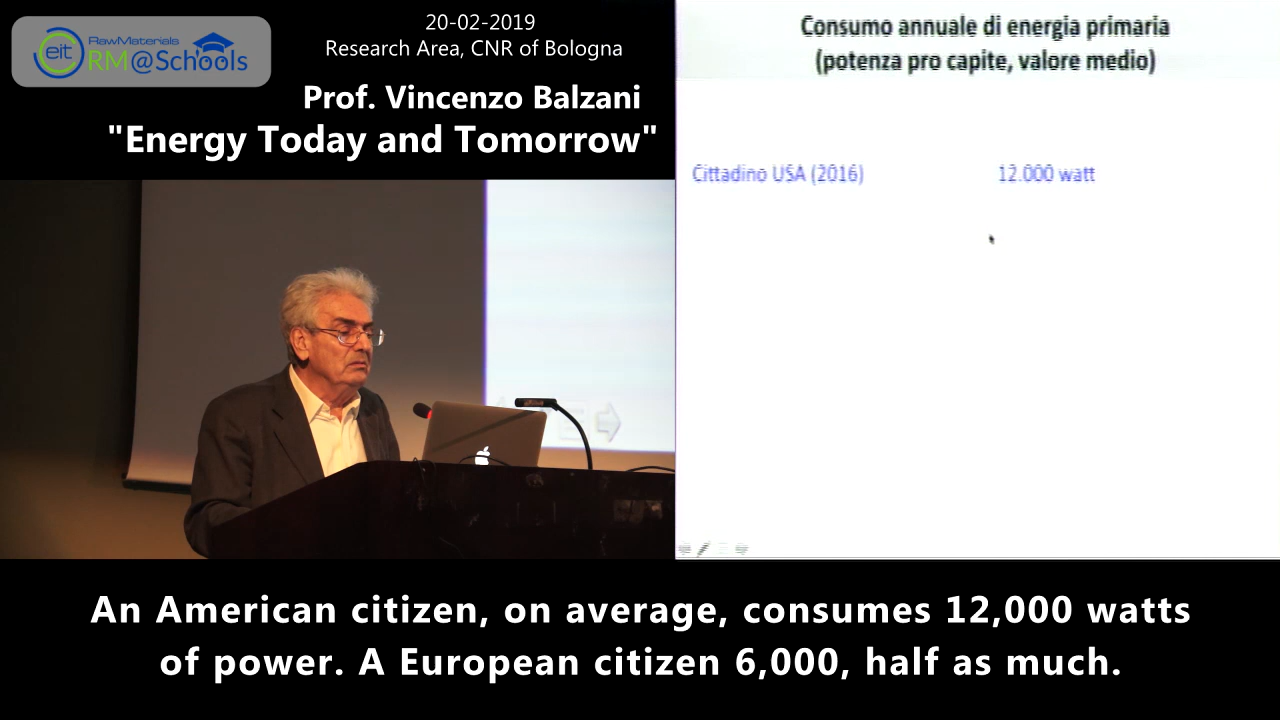 eit RawMaterials
RM@Schools
20-02-2019
Research Area, CNR of Bologna
Prof. Vincenzo Balzani
"Energy Today and Tomorrow"
Consumo annuale di energia primaria
(potenza pro capite, valore medio)
Cittadino USA (2016) 12.000 watt
An American citizen, on average, consumes 12,000 watts
of power. A European citizen 6,000, half as much.